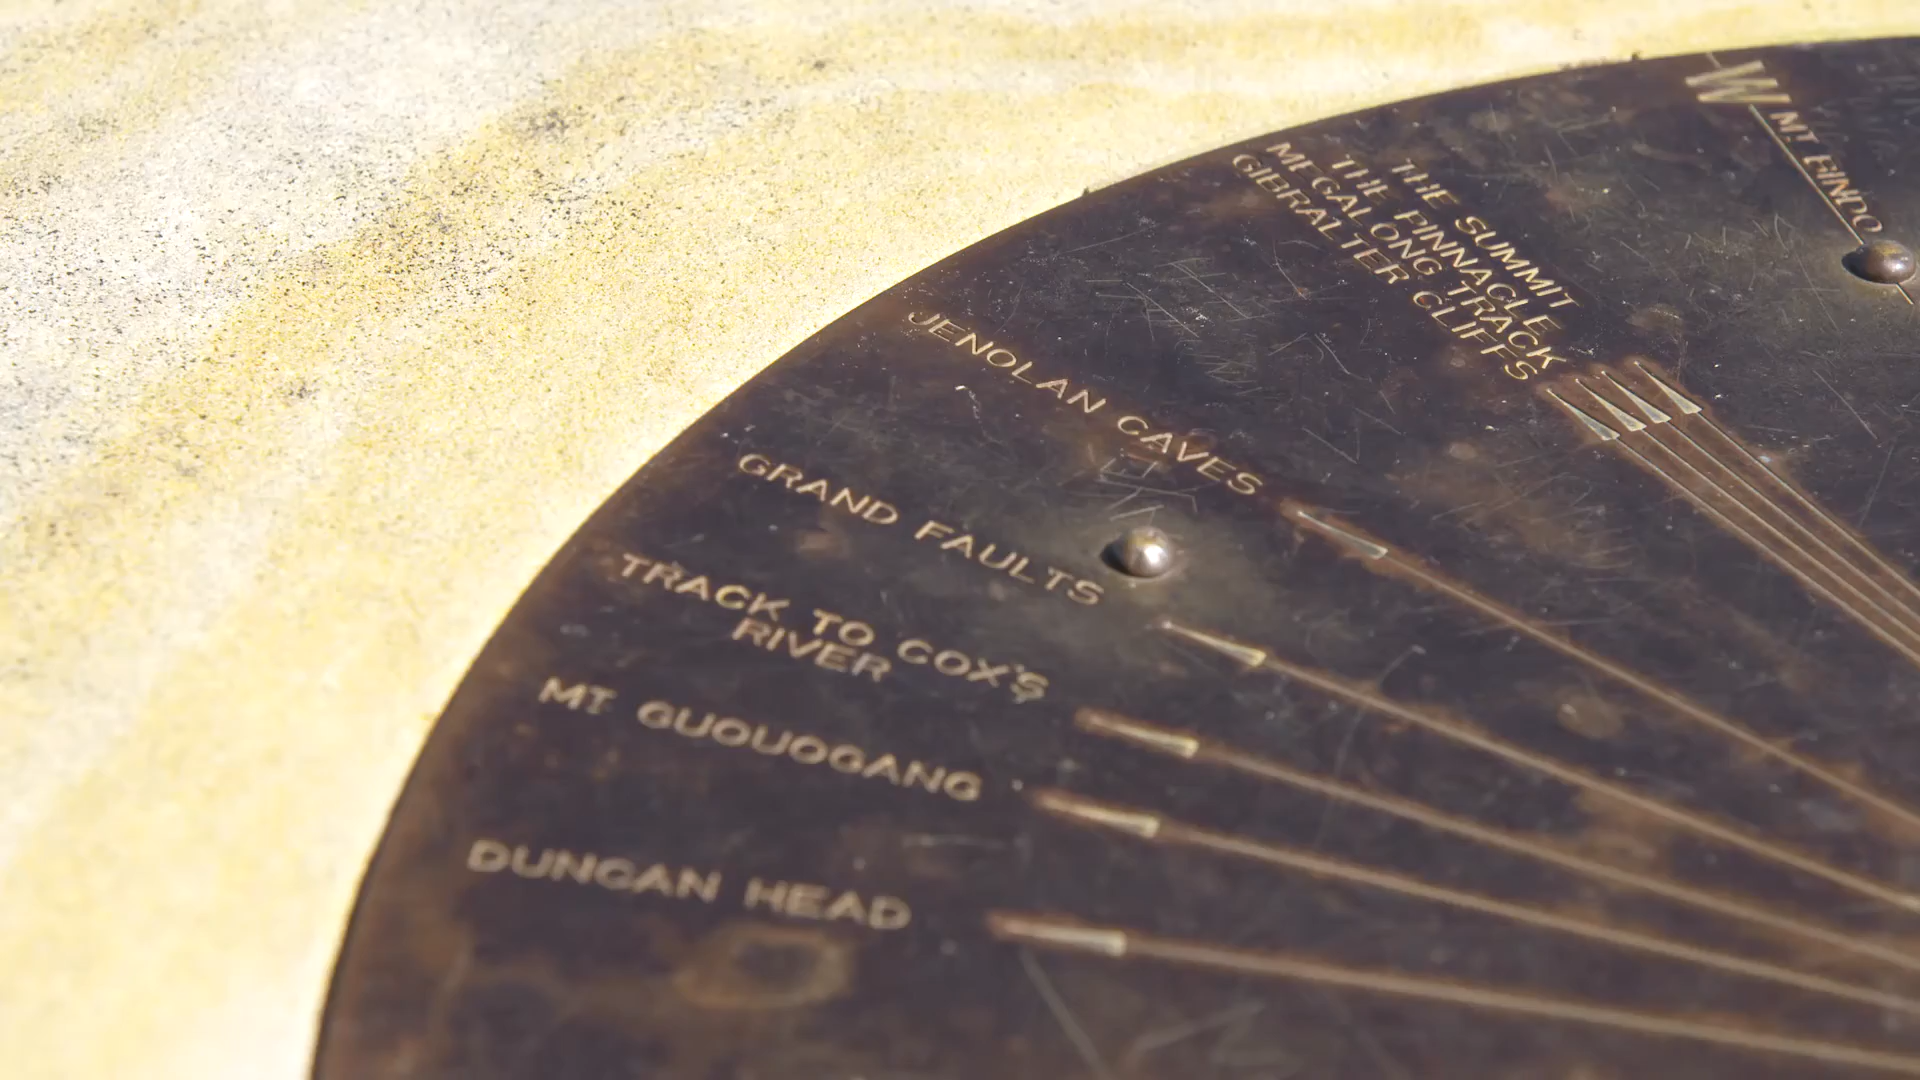 W
MT BINDO
THE SUMMIT
THE PINNACLE
MEGALONG TRACK
GIBRALTER CLIFFS
JENOLAN CAVES
GRAND FAULTS
TRACK TO COX'S
RIVER
MT GUOUOGANG
DUNCAN HEAD